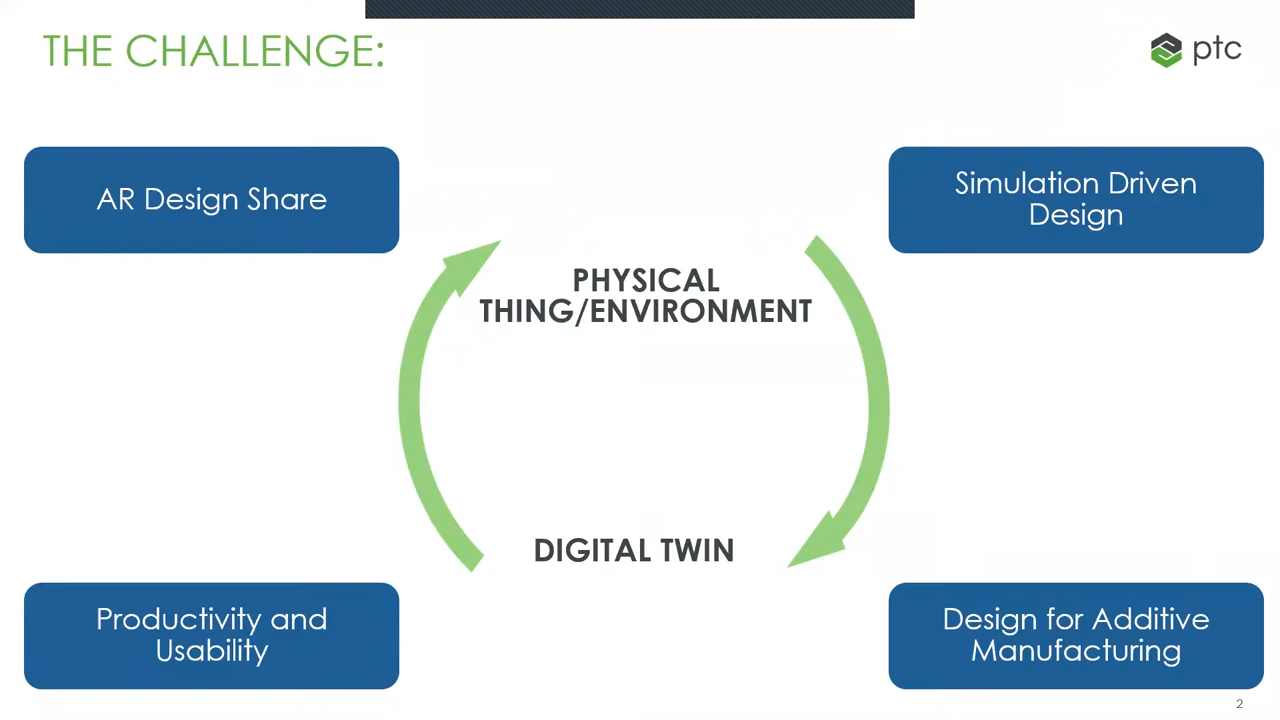 THE CHALLENGE:
ptc
AR Design Share
Simulation Driven
Design
PHYSICAL
THING/ENVIRONMENT
DIGITAL TWIN
Productivity and
Usability
Design for Additive
Manufacturing
2